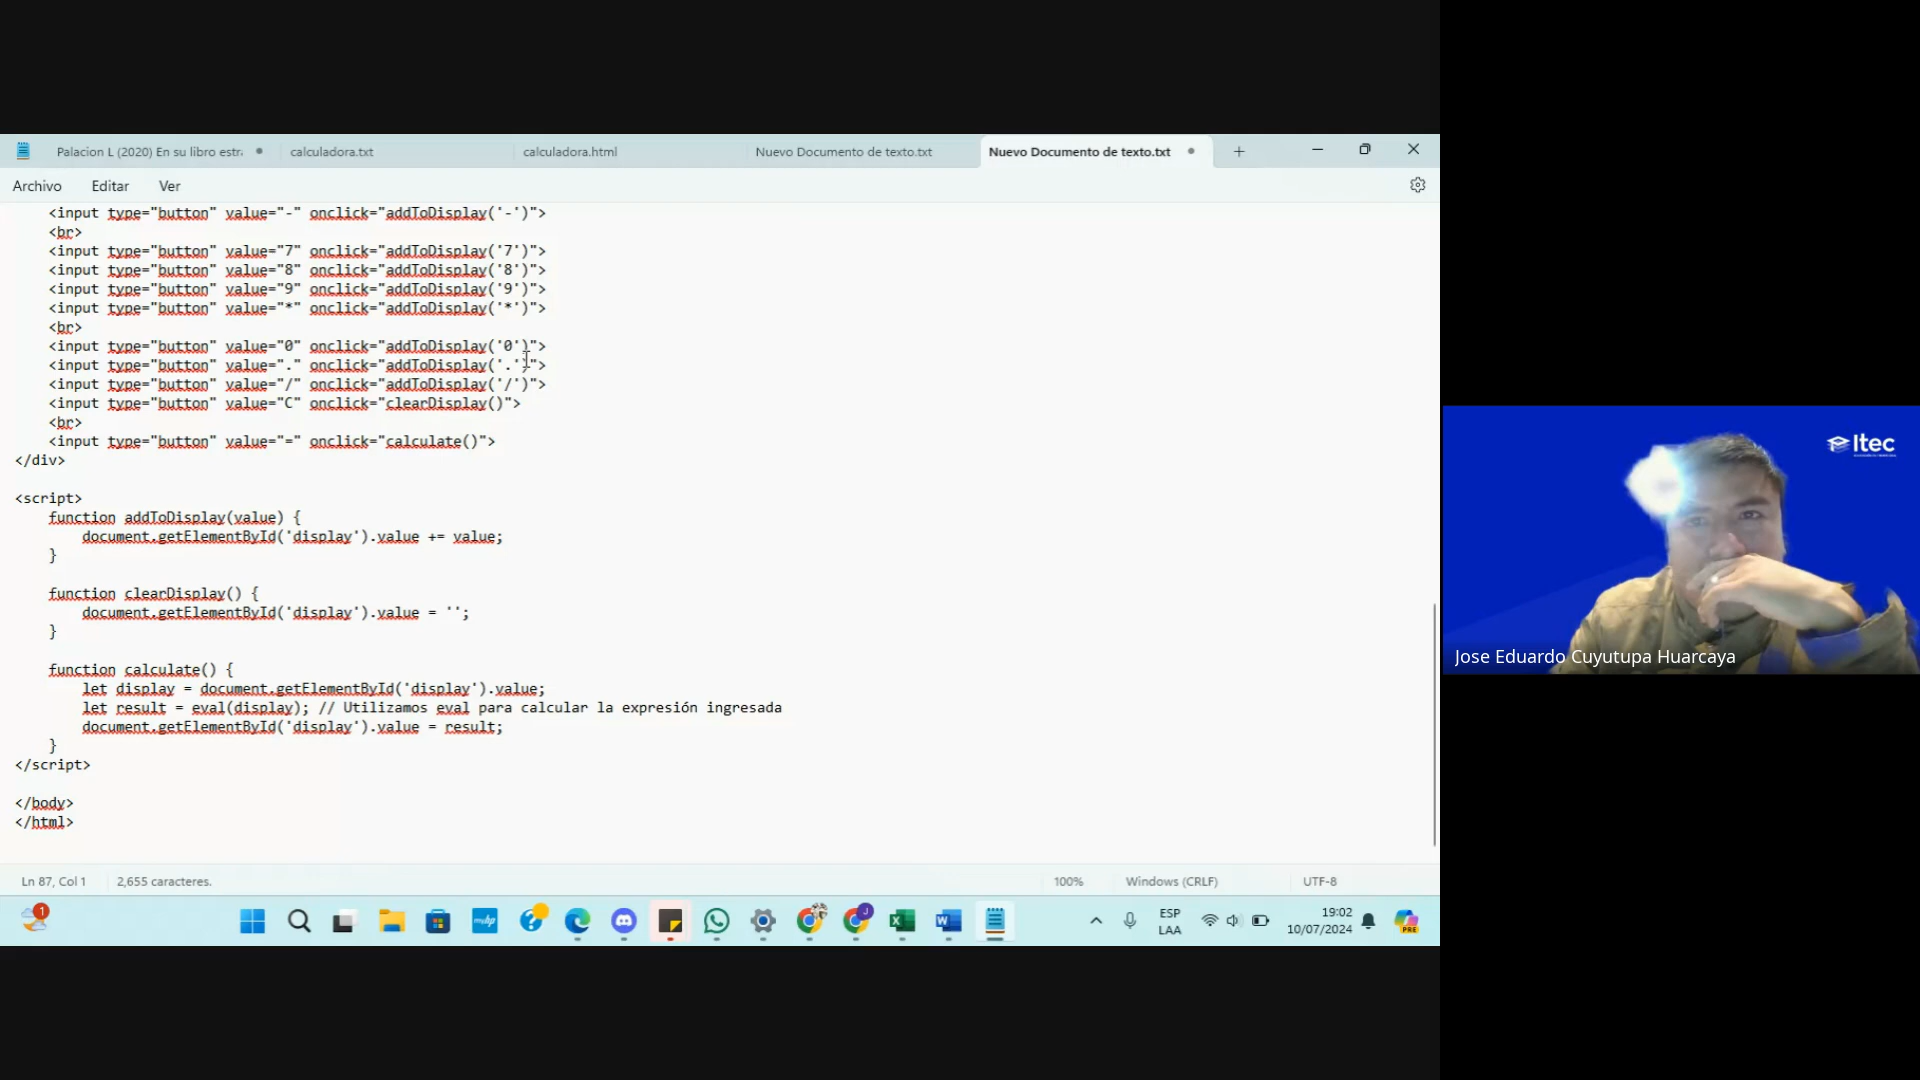 Palacion L (2020) En su libro estr
calculadora.txt
calculadora.html
Nuevo Documento de texto.txt
Nuevo Documento de texto.txt
Archivo Editar Ver
<input type="button" value="-" onclick="addToDisplay('-')">
<br>
<input type="button" value="7" onclick="addToDisplay('7')">
<input type="button" value="8" onclick="addToDisplay('8')">
<input type="button" value="9" onclick="addToDisplay('9')">
<input type="button" value="*" onclick="addToDisplay('*')">
<br>
<input type="button" value="0" onclick="addToDisplay('0')">
<input type="button" value="." onclick="addToDisplay('.')">
<input type="button" value="/" onclick="addToDisplay('/')">
<input type="button" value="C" onclick="clearDisplay()">
<br>
<input type="button" value="=" onclick="calculate()">
</div>
<script>
function addToDisplay(value) {
document.getElementById('display').value += value;
}
function clearDisplay() {
document.getElementById('display').value = '';
}
function calculate() {
let display = document.getElementById('display').value;
let result = eval(display); // Utilizamos eval para calcular la expresión ingresada
document.getElementById('display').value = result;
}
</script>
</body>
</html>
Ln 87, Col 1
2,655 caracteres.
100%
Windows (CRLF)
UTF-8
1
myhp
ESP
LAA
19:02
10/07/2024
PRE
Itec
Jose Eduardo Cuyutupa Huarcaya